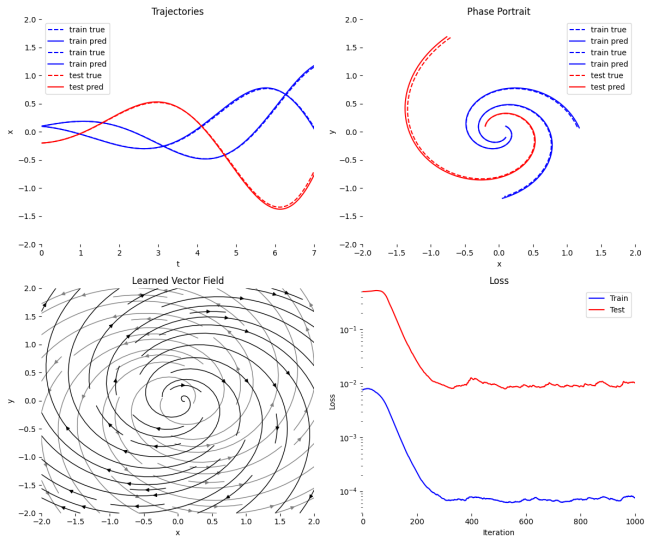 Trajectories
2.0
1.5
1.0
0.5
0.0
−0.5
−1.0
−1.5
−2.0
x
train true
train pred
train true
train pred
test true
test pred
0 1 2 3 4 5 6 7
t
Phase Portrait
2.0
1.5
1.0
0.5
0.0
−0.5
−1.0
−1.5
−2.0
y
train true
train pred
train true
train pred
test true
test pred
−2.0 −1.5 −1.0 −0.5 0.0 0.5 1.0 1.5 2.0
x
Learned Vector Field
2.0
1.5
1.0
0.5
0.0
−0.5
−1.0
−1.5
−2.0
y
−2.0 −1.5 −1.0 −0.5 0.0 0.5 1.0 1.5 2.0
x
Loss
Train
Test
10⁻¹
10⁻²
10⁻³
10⁻⁴
Loss
0 200 400 600 800 1000
Iteration